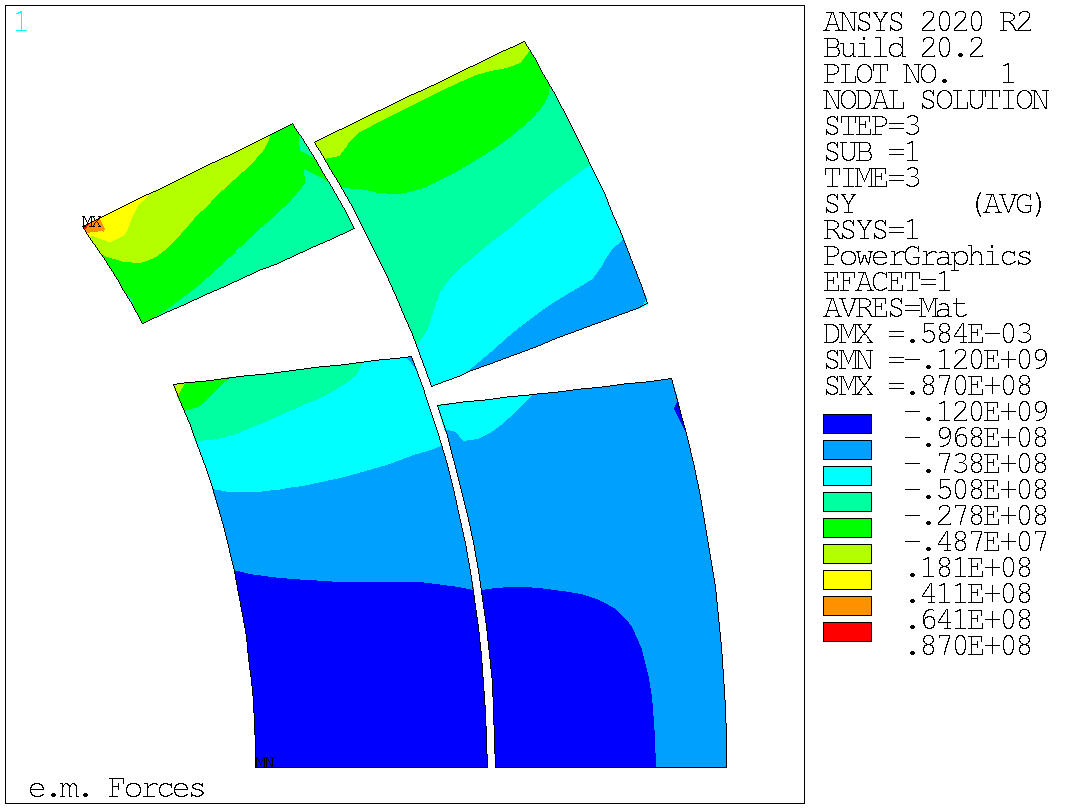 1
ANSYS 2020 R2
Build 20.2
PLOT NO. 1
NODAL SOLUTION
STEP=3
SUB =1
TIME=3
SY (AVG)
RSYS=1
PowerGraphics
EFACET=1
AVRES=Mat
DMX =.584E-03
SMN =-.120E+09
SMX =.870E+08
-.120E+09
-.968E+08
-.738E+08
-.508E+08
-.278E+08
-.487E+07
.181E+08
.411E+08
.641E+08
.870E+08
MX
MN
e.m. Forces